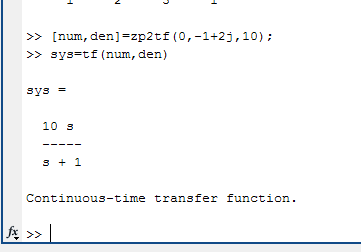 >> [num,den]=zp2tf(0,-1+2j,10);
>> sys=tf(num,den)
sys =
10 s
-----
s + 1
Continuous-time transfer function.
fx >>